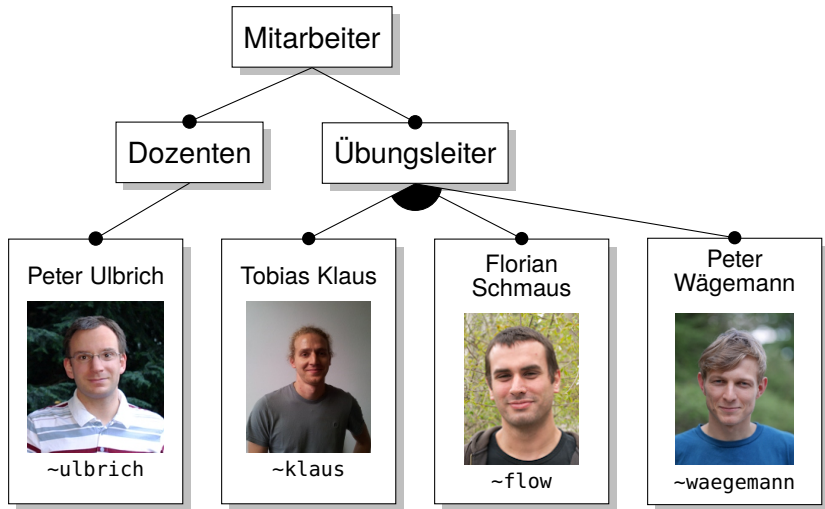 Mitarbeiter
Dozenten
Übungsleiter
Peter Ulbrich
~ulbrich
Tobias Klaus
~klaus
Florian
Schmaus
~flow
Peter
Wägemann
~waegemann